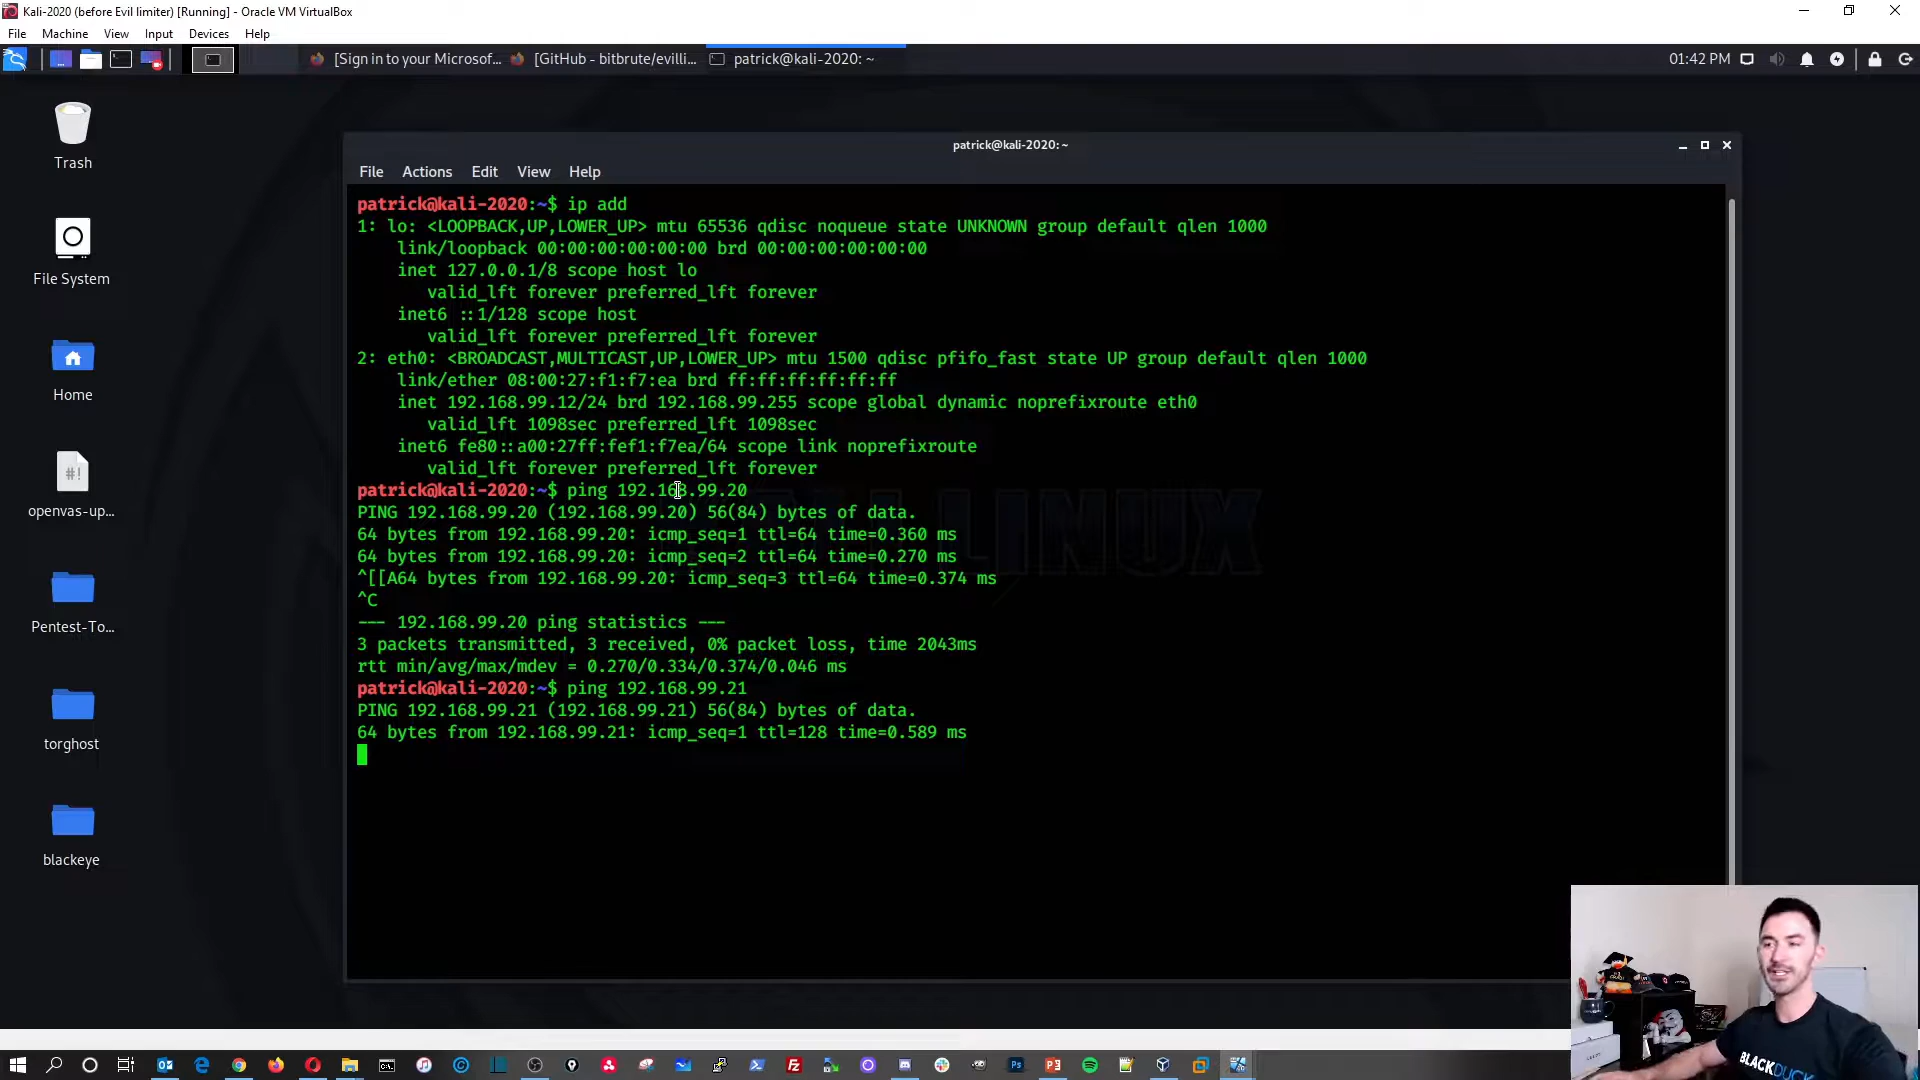 Kali-2020 (before Evil limiter) [Running] - Oracle VM VirtualBox
File Machine View Input Devices Help
[Sign in to your Microsof... [GitHub - bitbrute/evilli... patrick@kali-2020: ~ 01:42 PM
Trash
File System
Home
openvas-up...
Pentest-To...
torghost
blackeye
patrick@kali-2020: ~
File Actions Edit View Help
patrick@kali-2020:~$ ip add
1: lo: <LOOPBACK,UP,LOWER_UP> mtu 65536 qdisc noqueue state UNKNOWN group default qlen 1000
link/loopback 00:00:00:00:00:00 brd 00:00:00:00:00:00
inet 127.0.0.1/8 scope host lo
valid_lft forever preferred_lft forever
inet6 ::1/128 scope host
valid_lft forever preferred_lft forever
2: eth0: <BROADCAST,MULTICAST,UP,LOWER_UP> mtu 1500 qdisc pfifo_fast state UP group default qlen 1000
link/ether 08:00:27:f1:f7:ea brd ff:ff:ff:ff:ff:ff
inet 192.168.99.12/24 brd 192.168.99.255 scope global dynamic noprefixroute eth0
valid_lft 1098sec preferred_lft 1098sec
inet6 fe80::a00:27ff:fef1:f7ea/64 scope link noprefixroute
valid_lft forever preferred_lft forever
patrick@kali-2020:~$ ping 192.168.99.20
PING 192.168.99.20 (192.168.99.20) 56(84) bytes of data.
64 bytes from 192.168.99.20: icmp_seq=1 ttl=64 time=0.360 ms
64 bytes from 192.168.99.20: icmp_seq=2 ttl=64 time=0.270 ms
^[[A64 bytes from 192.168.99.20: icmp_seq=3 ttl=64 time=0.374 ms
^C
--- 192.168.99.20 ping statistics ---
3 packets transmitted, 3 received, 0% packet loss, time 2043ms
rtt min/avg/max/mdev = 0.270/0.334/0.374/0.046 ms
patrick@kali-2020:~$ ping 192.168.99.21
PING 192.168.99.21 (192.168.99.21) 56(84) bytes of data.
64 bytes from 192.168.99.21: icmp_seq=1 ttl=128 time=0.589 ms
LINUX
BLACKDUCK